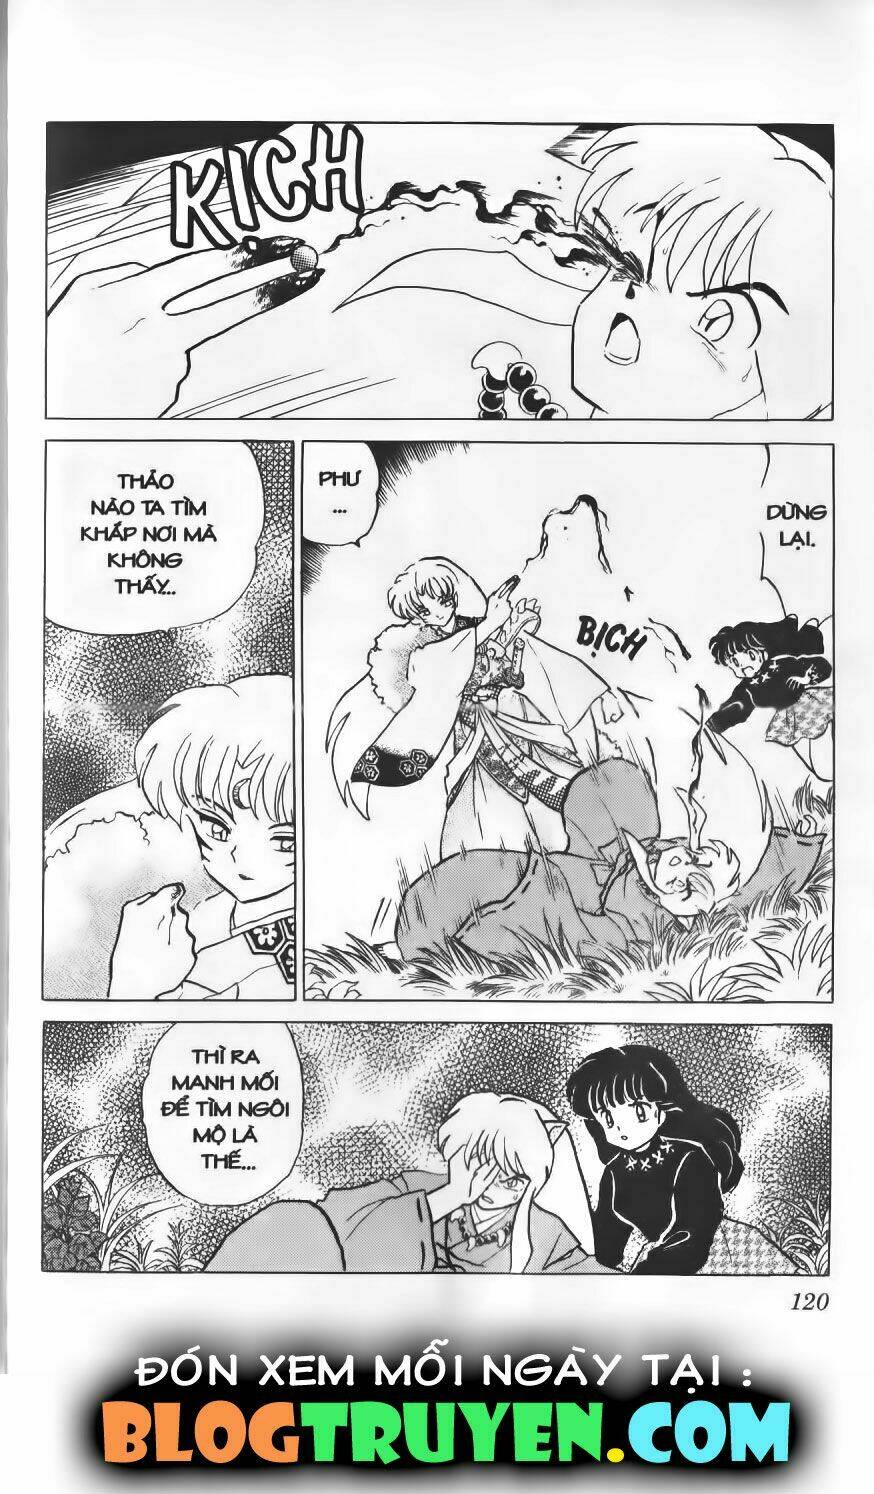 KỊCH
DỪNG
LẠI.
PHƯ
...
BỊCH
THẢO
NÀO TA TÌM
KHẮP NƠI MÀ
KHÔNG
THẤY...
THÌ RA
MANH MỐI
ĐỂ TÌM NGÔI
MỘ LÀ
THẾ...
120
ĐÓN XEM MỖI NGÀY TẠI :
BLOGTRUYEN.COM